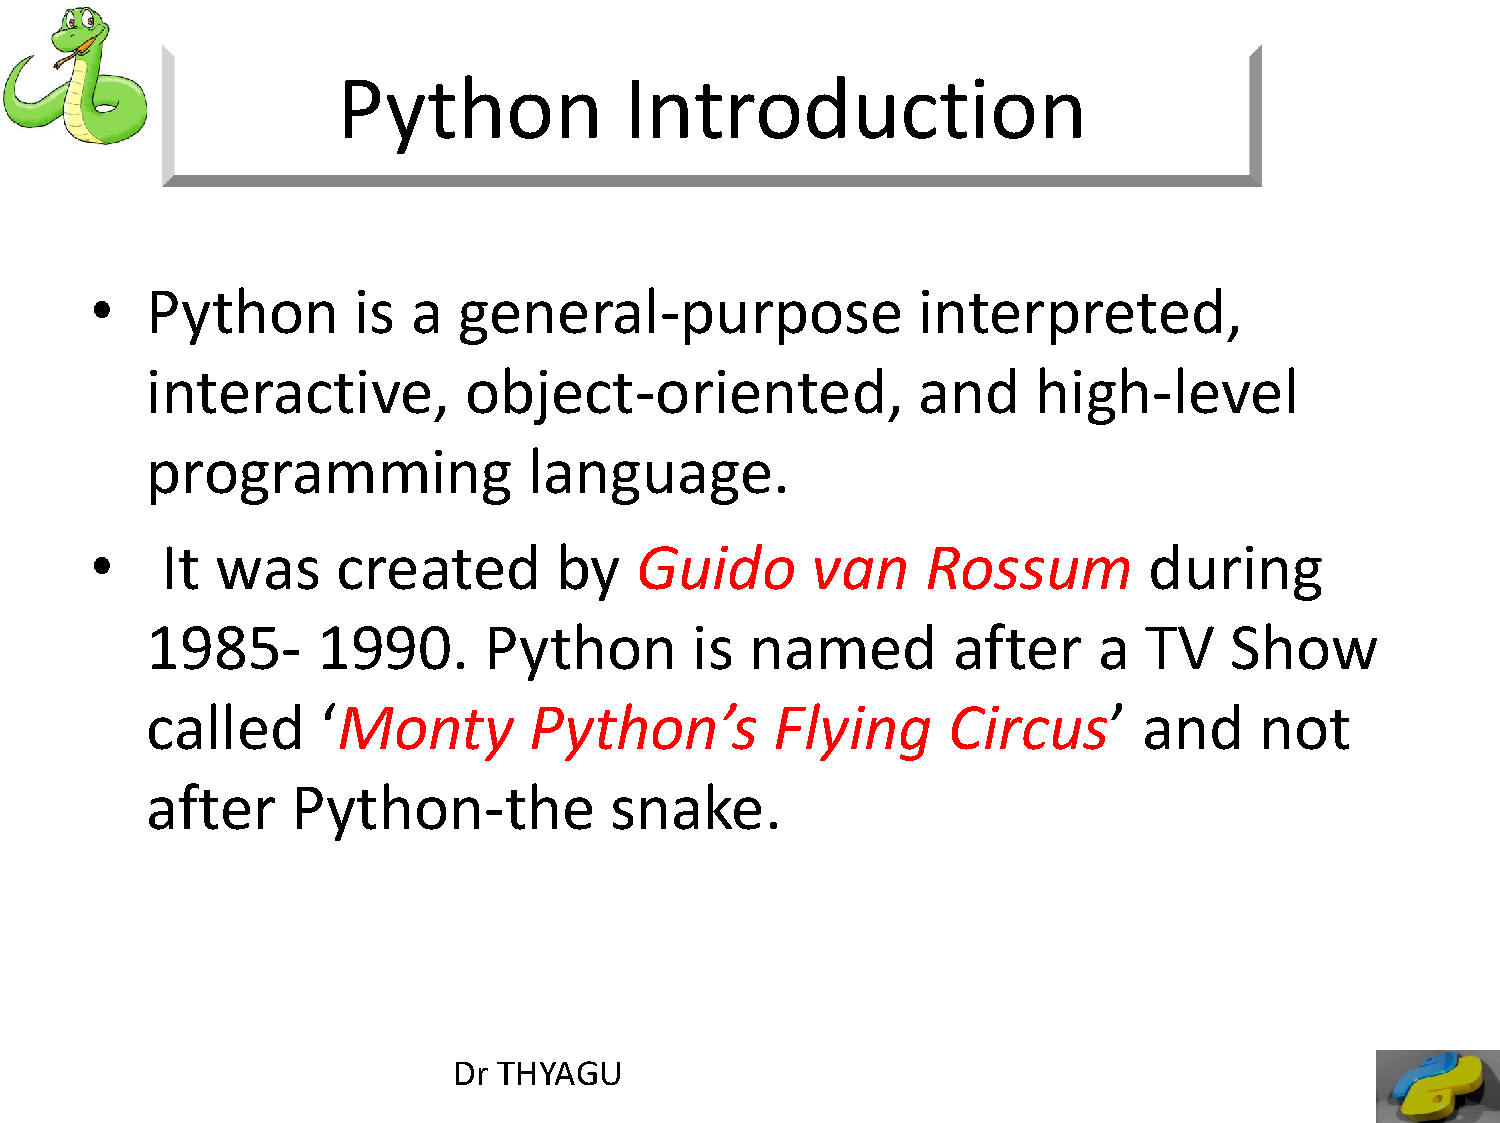 Python Introduction
• Python is a general-purpose interpreted,
interactive, object-oriented, and high-level
programming language.
• It was created by Guido van Rossum during
1985- 1990. Python is named after a TV Show
called ‘Monty Python’s Flying Circus’ and not
after Python-the snake.
Dr THYAGU